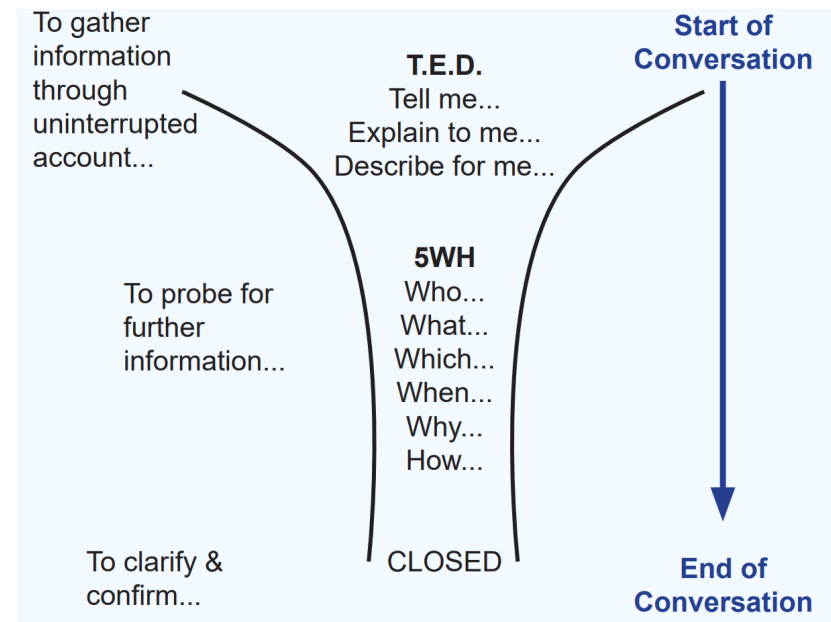 To gather
information
through
uninterrupted
account...
T.E.D.
Tell me...
Explain to me...
Describe for me...
Start of
Conversation
To probe for
further
information...
5WH
Who...
What...
Which...
When...
Why...
How...
To clarify &
confirm...
CLOSED
End of
Conversation